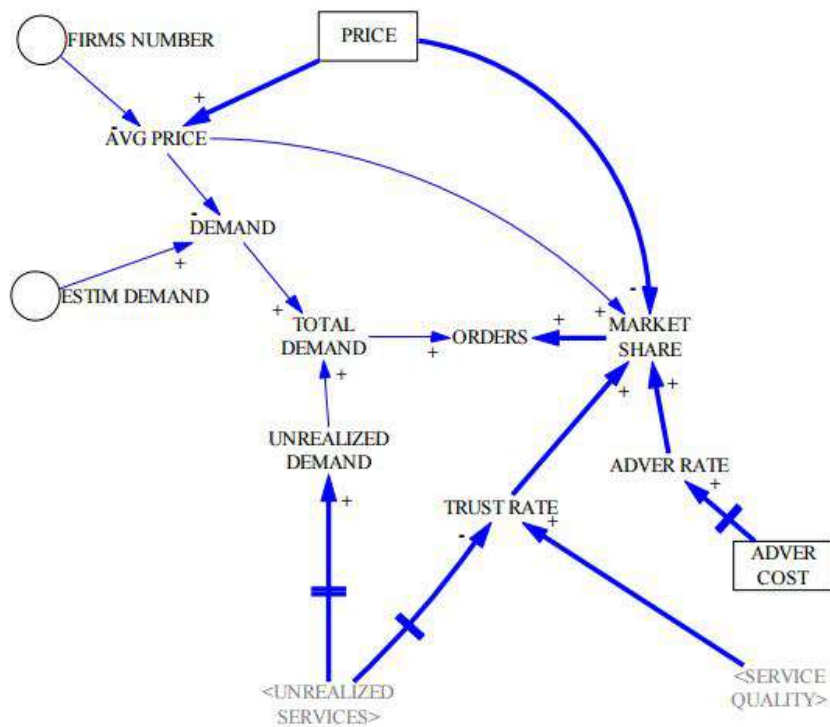 FIRMS NUMBER
PRICE
+
-
AVG PRICE
-
DEMAND
+
ESTIM DEMAND
-
+
+
+
TOTAL
DEMAND
+
ORDERS
MARKET
SHARE
+
+
+
UNREALIZED
DEMAND
+
ADVER RATE
+
TRUST RATE
-
+
ADVER
COST
<UNREALIZED
SERVICES>
<SERVICE
QUALITY>